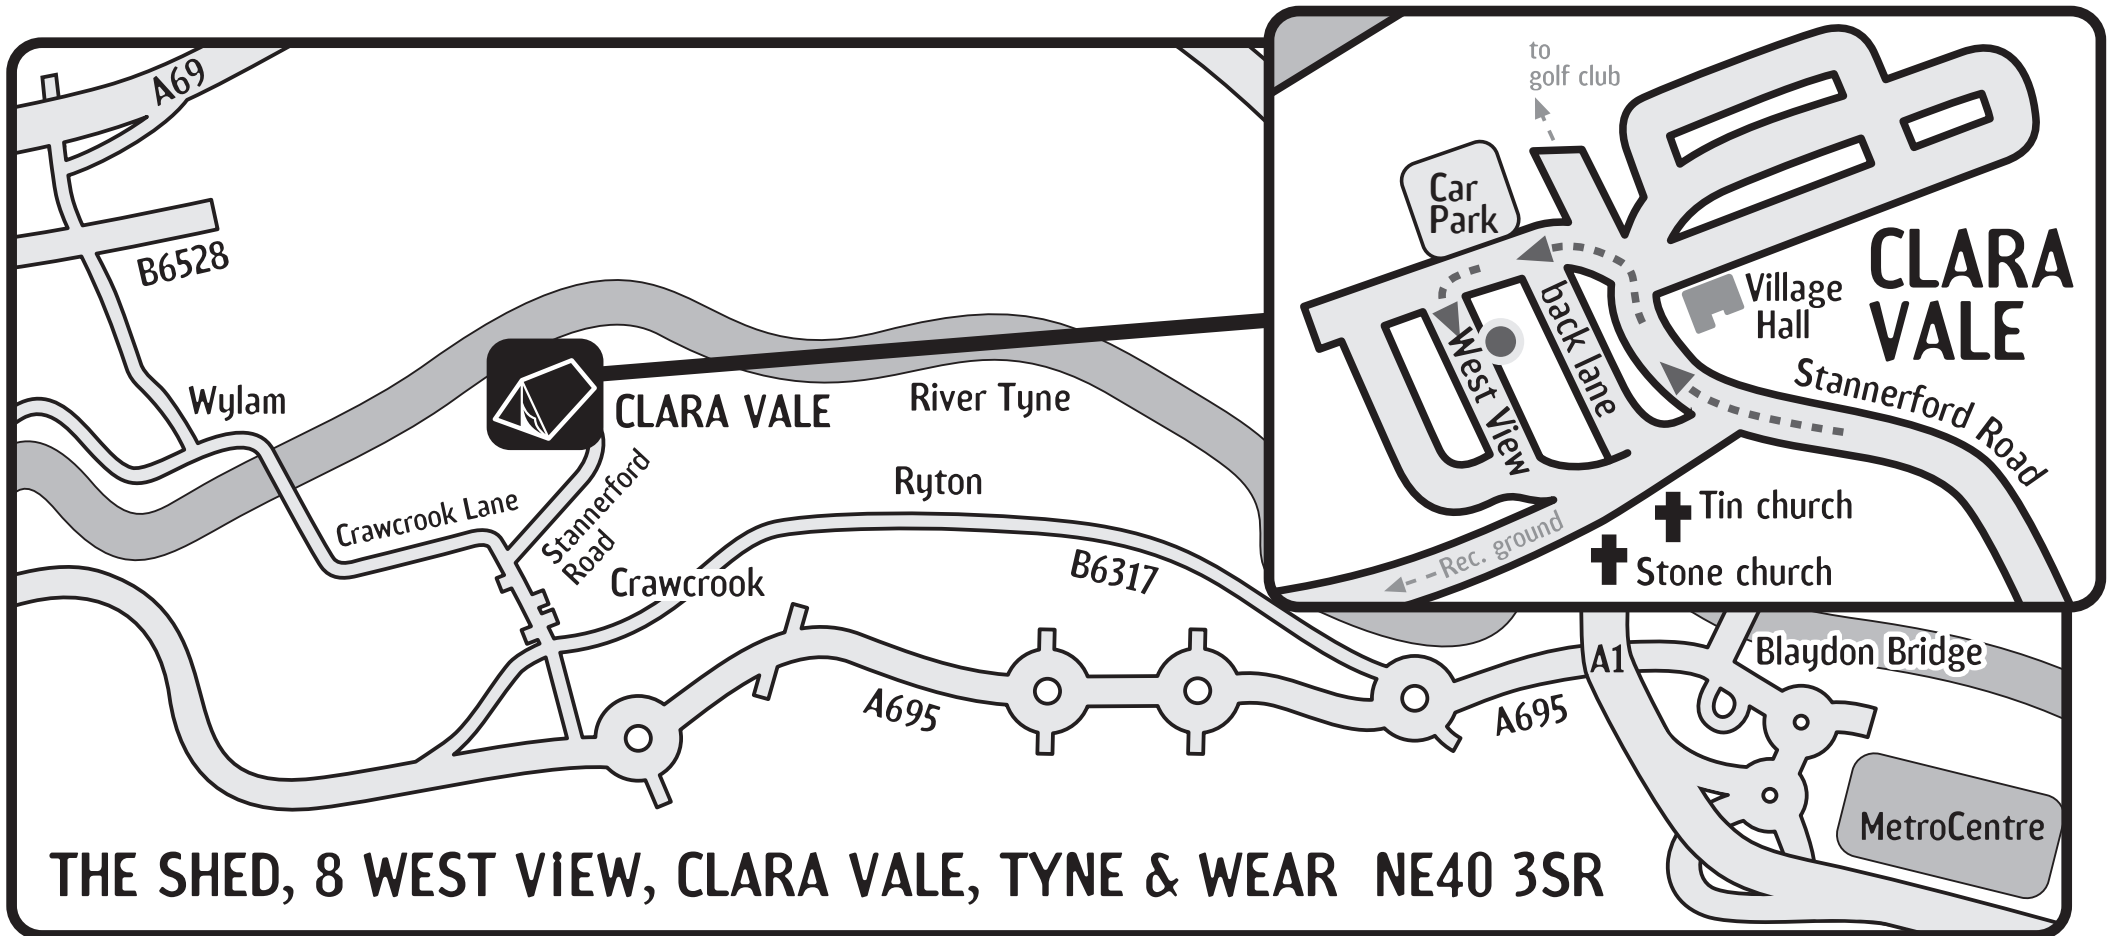 A69
B6528
Wylam
Crawcrook Lane
CLARA VALE
Stannerford
Road
Crawcrook
River Tyne
Ryton
B6317
A695
A695
A1
Blaydon Bridge
MetroCentre
to
golf club
Car
Park
CLARA
VALE
Village
Hall
back lane
West View
Stannerford Road
Tin church
Stone church
Rec. ground
THE SHED, 8 WEST ViEW, CLARA VALE, TYNE & WEAR NE40 3SR